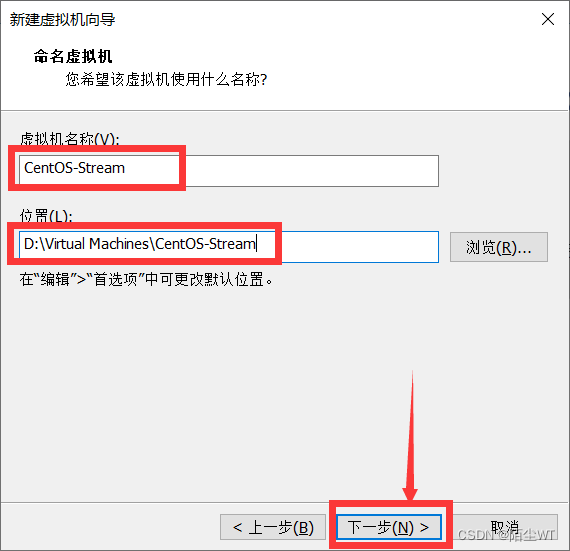 新建虚拟机向导
命名虚拟机
您希望该虚拟机使用什么名称?
虚拟机名称(V):
CentOS-Stream
位置(L):
D:\Virtual Machines\CentOS-Stream
浏览(R)...
在“编辑”>“首选项”中可更改默认位置。
< 上一步(B) 下一步(N) > 取消
CSDN @陌尘WT